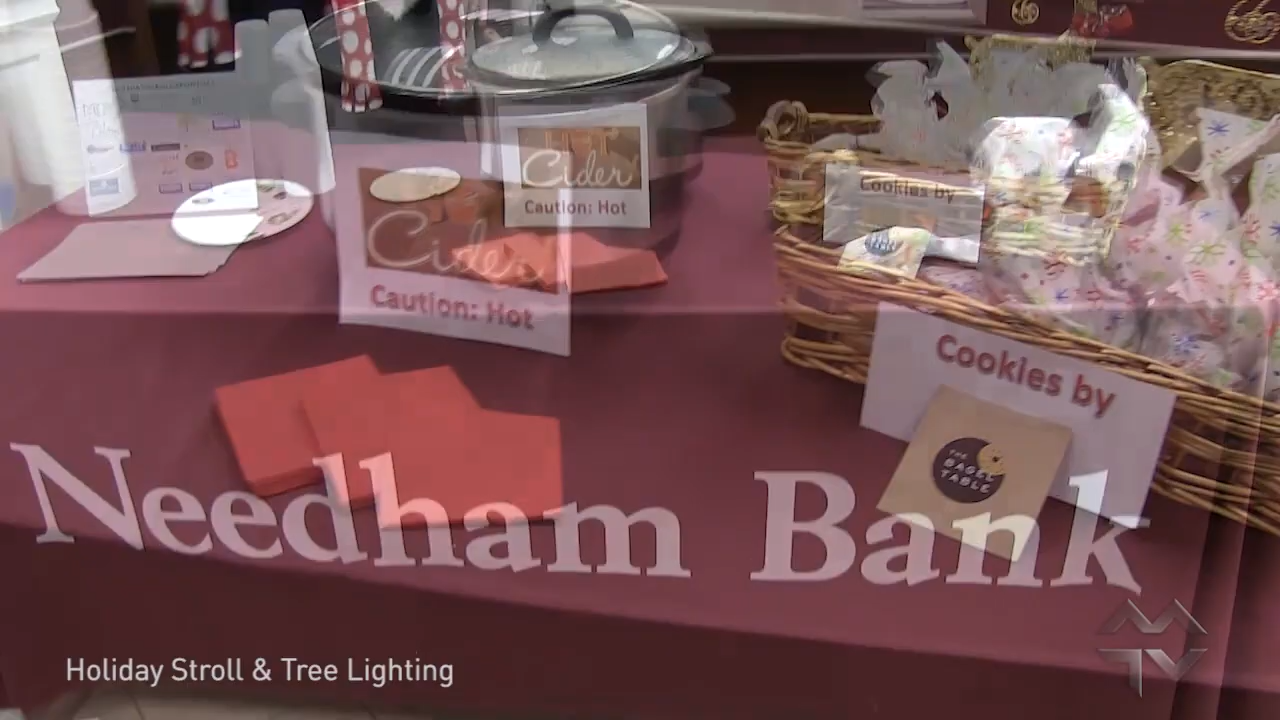 Cider
Caution: Hot
Cookies by
Cider
Caution: Hot
Cookies by
THE
BAGEL
TABLE
Needham Bank
Holiday Stroll & Tree Lighting